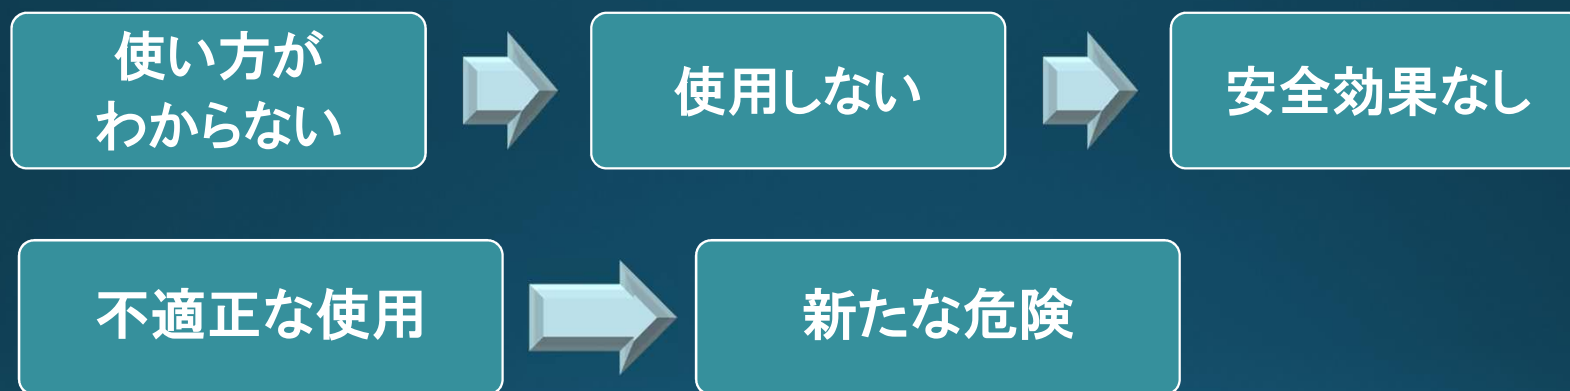 使い方が
わからない
使用しない
安全効果なし
不適正な使用
新たな危険